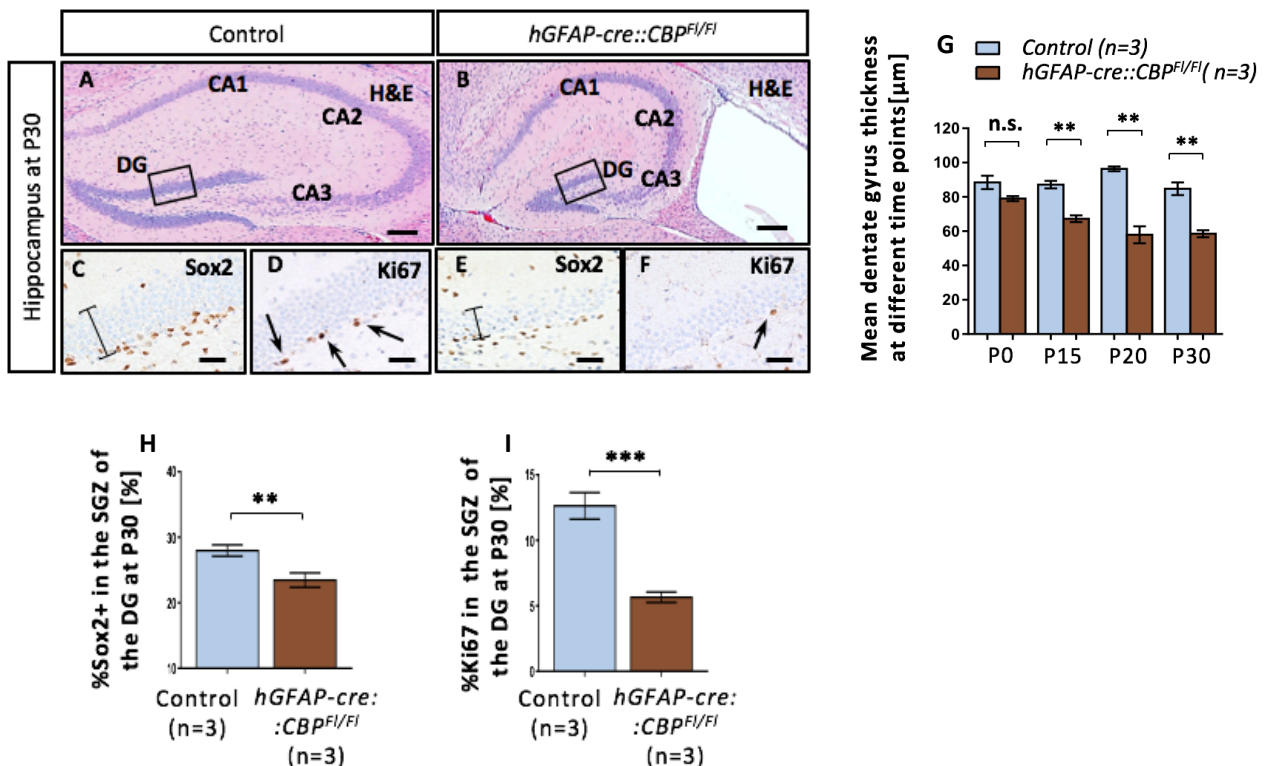 Control
hGFAP-cre::CBPFl/Fl
Hippocampus at P30
A
CA1
H&E
CA2
DG
CA3
B
CA1
H&E
CA2
DG
CA3
C
Sox2
D
Ki67
E
Sox2
F
Ki67
G
Control (n=3)
hGFAP-cre::CBPFl/Fl( n=3)
Mean dentate gyrus thickness
at different time points[µm]
120
100
80
60
40
20
0
n.s.
**
**
**
P0 P15 P20 P30
H
%Sox2+ in the SGZ of
the DG at P30 [%]
40
30
20
10
**
Control
(n=3)
hGFAP-cre:
:CBPFl/Fl
(n=3)
I
%Ki67 in the SGZ of
the DG at P30 [%]
15
10
5
0
***
Control
(n=3)
hGFAP-cre:
:CBPFl/Fl
(n=3)